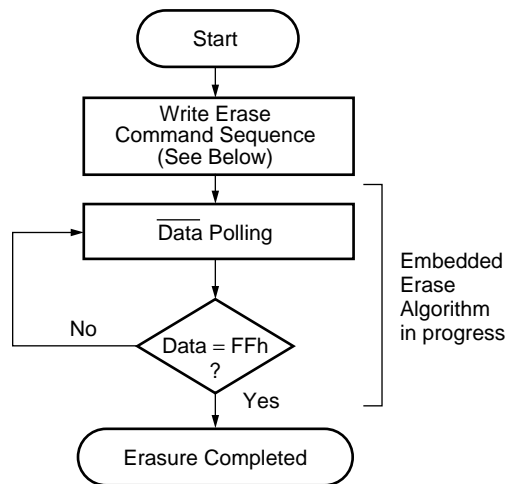 Start
Write Erase
Command Sequence
(See Below)
Data Polling
Embedded
Erase
Algorithm
in progress
No
Data = FFh
?
Yes
Erasure Completed